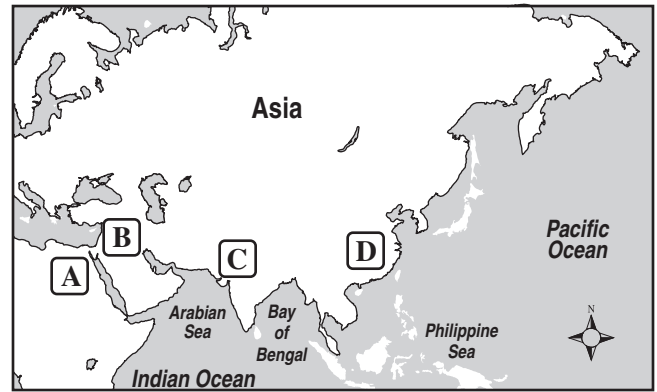 Asia
B
A
C
D
Pacific
Ocean
Arabian
Sea
Bay
of
Bengal
Philippine
Sea
N
Indian Ocean